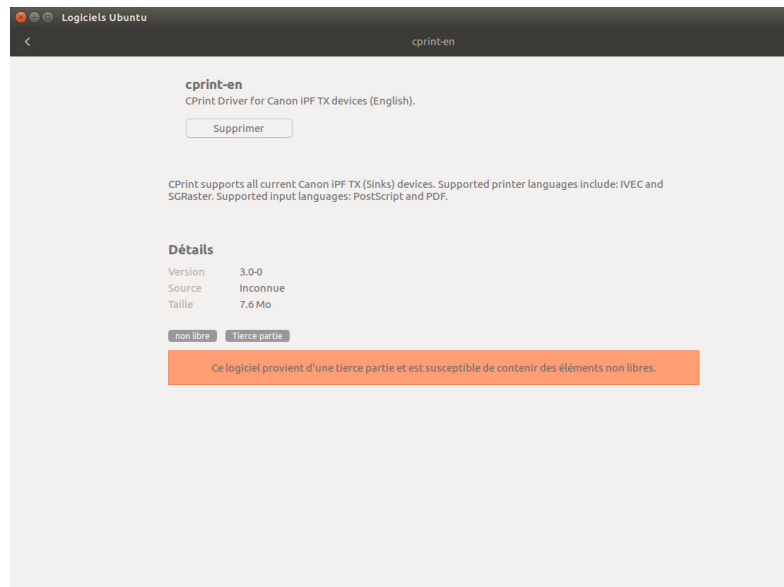 Logiciels Ubuntu
cprint-en
cprint-en
CPrint Driver for Canon iPF TX devices (English).
Supprimer
CPrint supports all current Canon iPF TX (Sinks) devices. Supported printer languages include: IVEC and
SGRaster. Supported input languages: PostScript and PDF.
Détails
Version 3.0-0
Source Inconnue
Taille 7.6 Mo
non libre Tierce partie
Ce logiciel provient d'une tierce partie et est susceptible de contenir des éléments non libres.